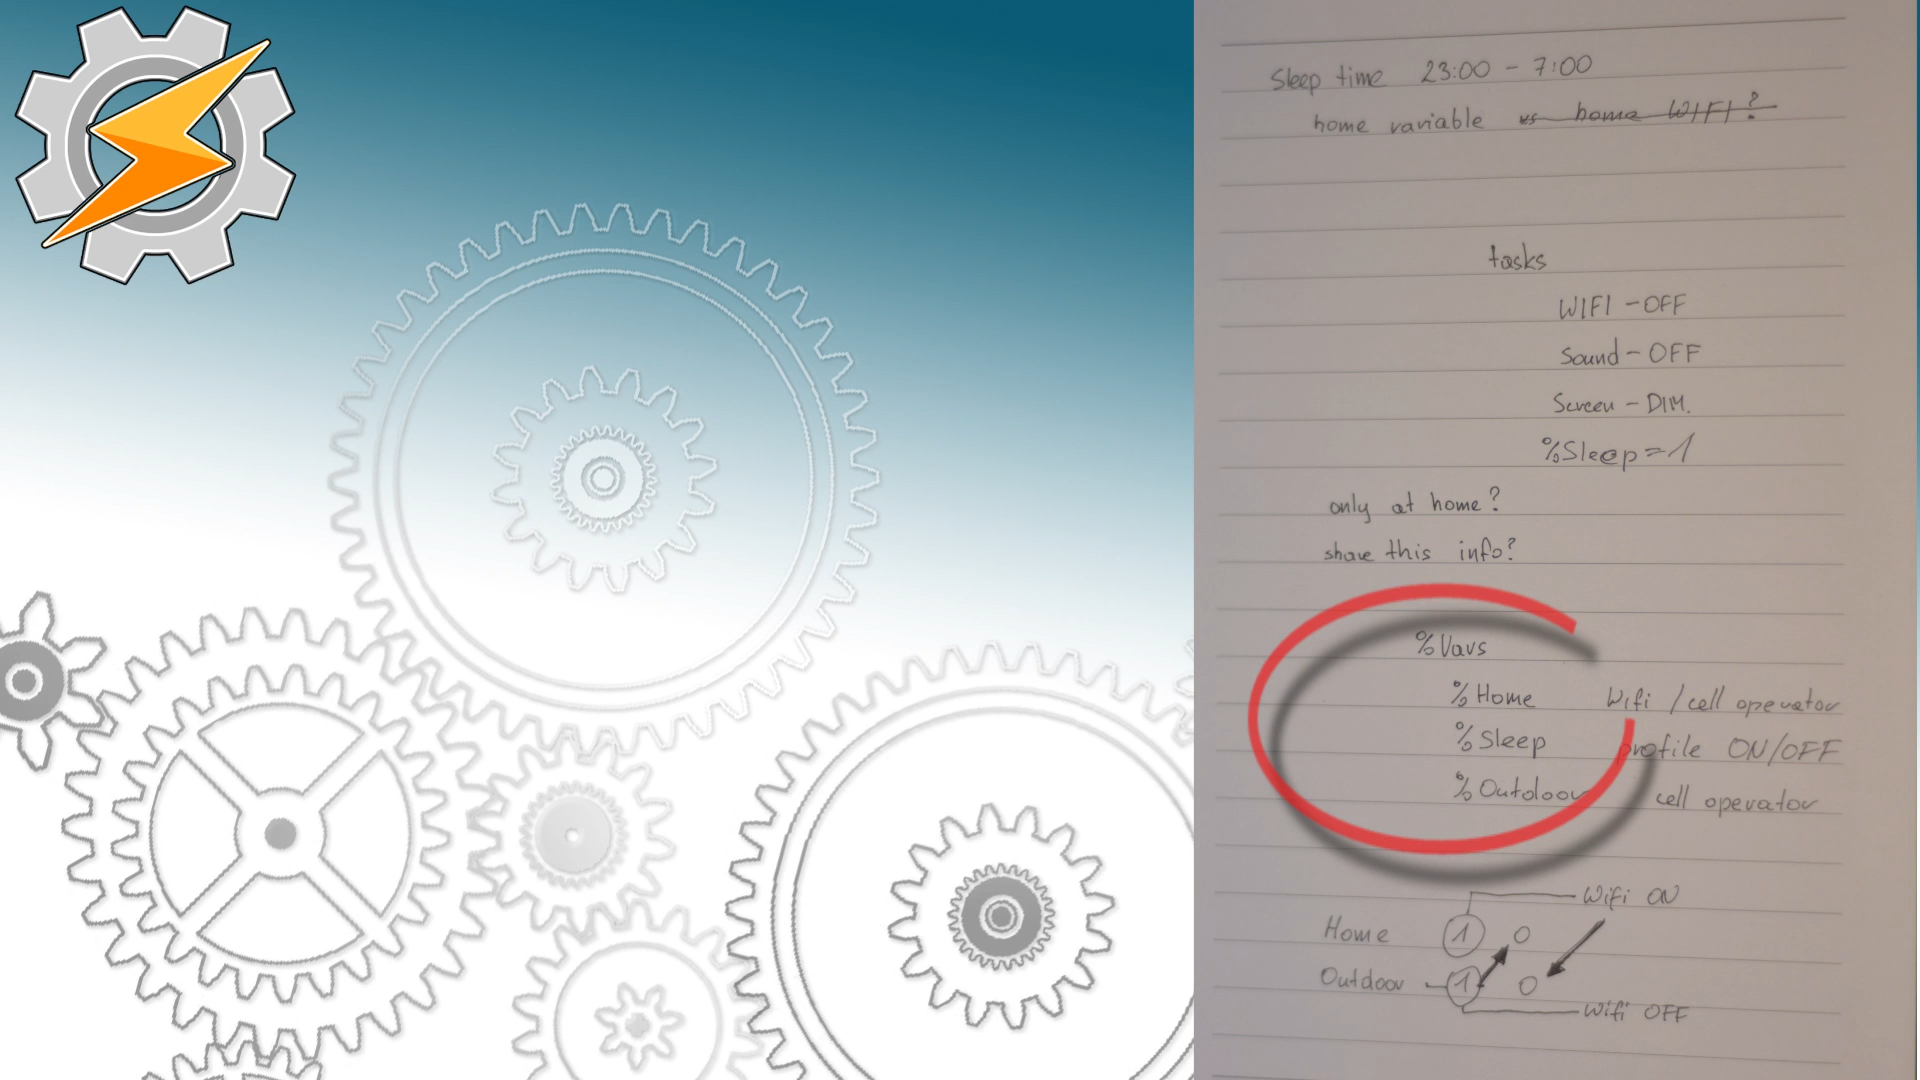 Sleep time 23:00 - 7:00
home variable vs home WIFI?
tasks
WIFI - OFF
Sound - OFF
Screen - DIM.
%Sleep = 1
only at home?
share this info?
%Vars
%Home Wifi / cell operator
%Sleep profile ON/OFF
%Outdoor cell operator
Wifi ON
Home 1 0
Outdoor 1 0
Wifi OFF